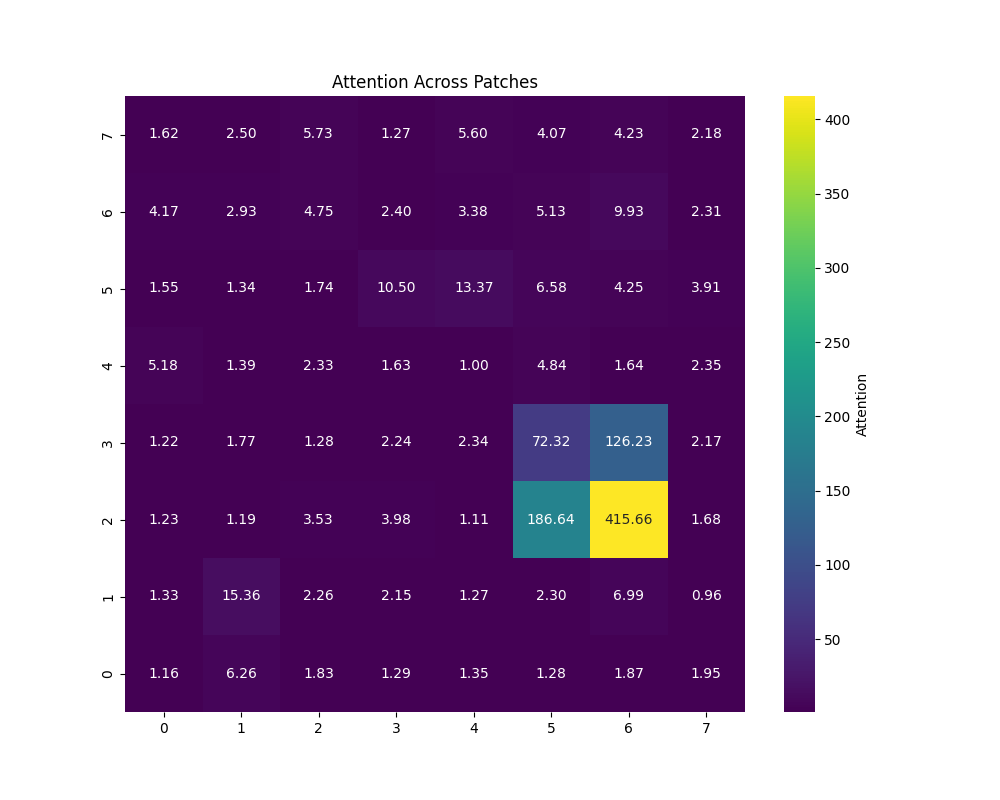 Attention Across Patches
7 1.62 2.50 5.73 1.27 5.60 4.07 4.23 2.18
6 4.17 2.93 4.75 2.40 3.38 5.13 9.93 2.31
5 1.55 1.34 1.74 10.50 13.37 6.58 4.25 3.91
4 5.18 1.39 2.33 1.63 1.00 4.84 1.64 2.35
3 1.22 1.77 1.28 2.24 2.34 72.32 126.23 2.17
2 1.23 1.19 3.53 3.98 1.11 186.64 415.66 1.68
1 1.33 15.36 2.26 2.15 1.27 2.30 6.99 0.96
0 1.16 6.26 1.83 1.29 1.35 1.28 1.87 1.95
0 1 2 3 4 5 6 7
400
350
300
250
200
150
100
50
Attention